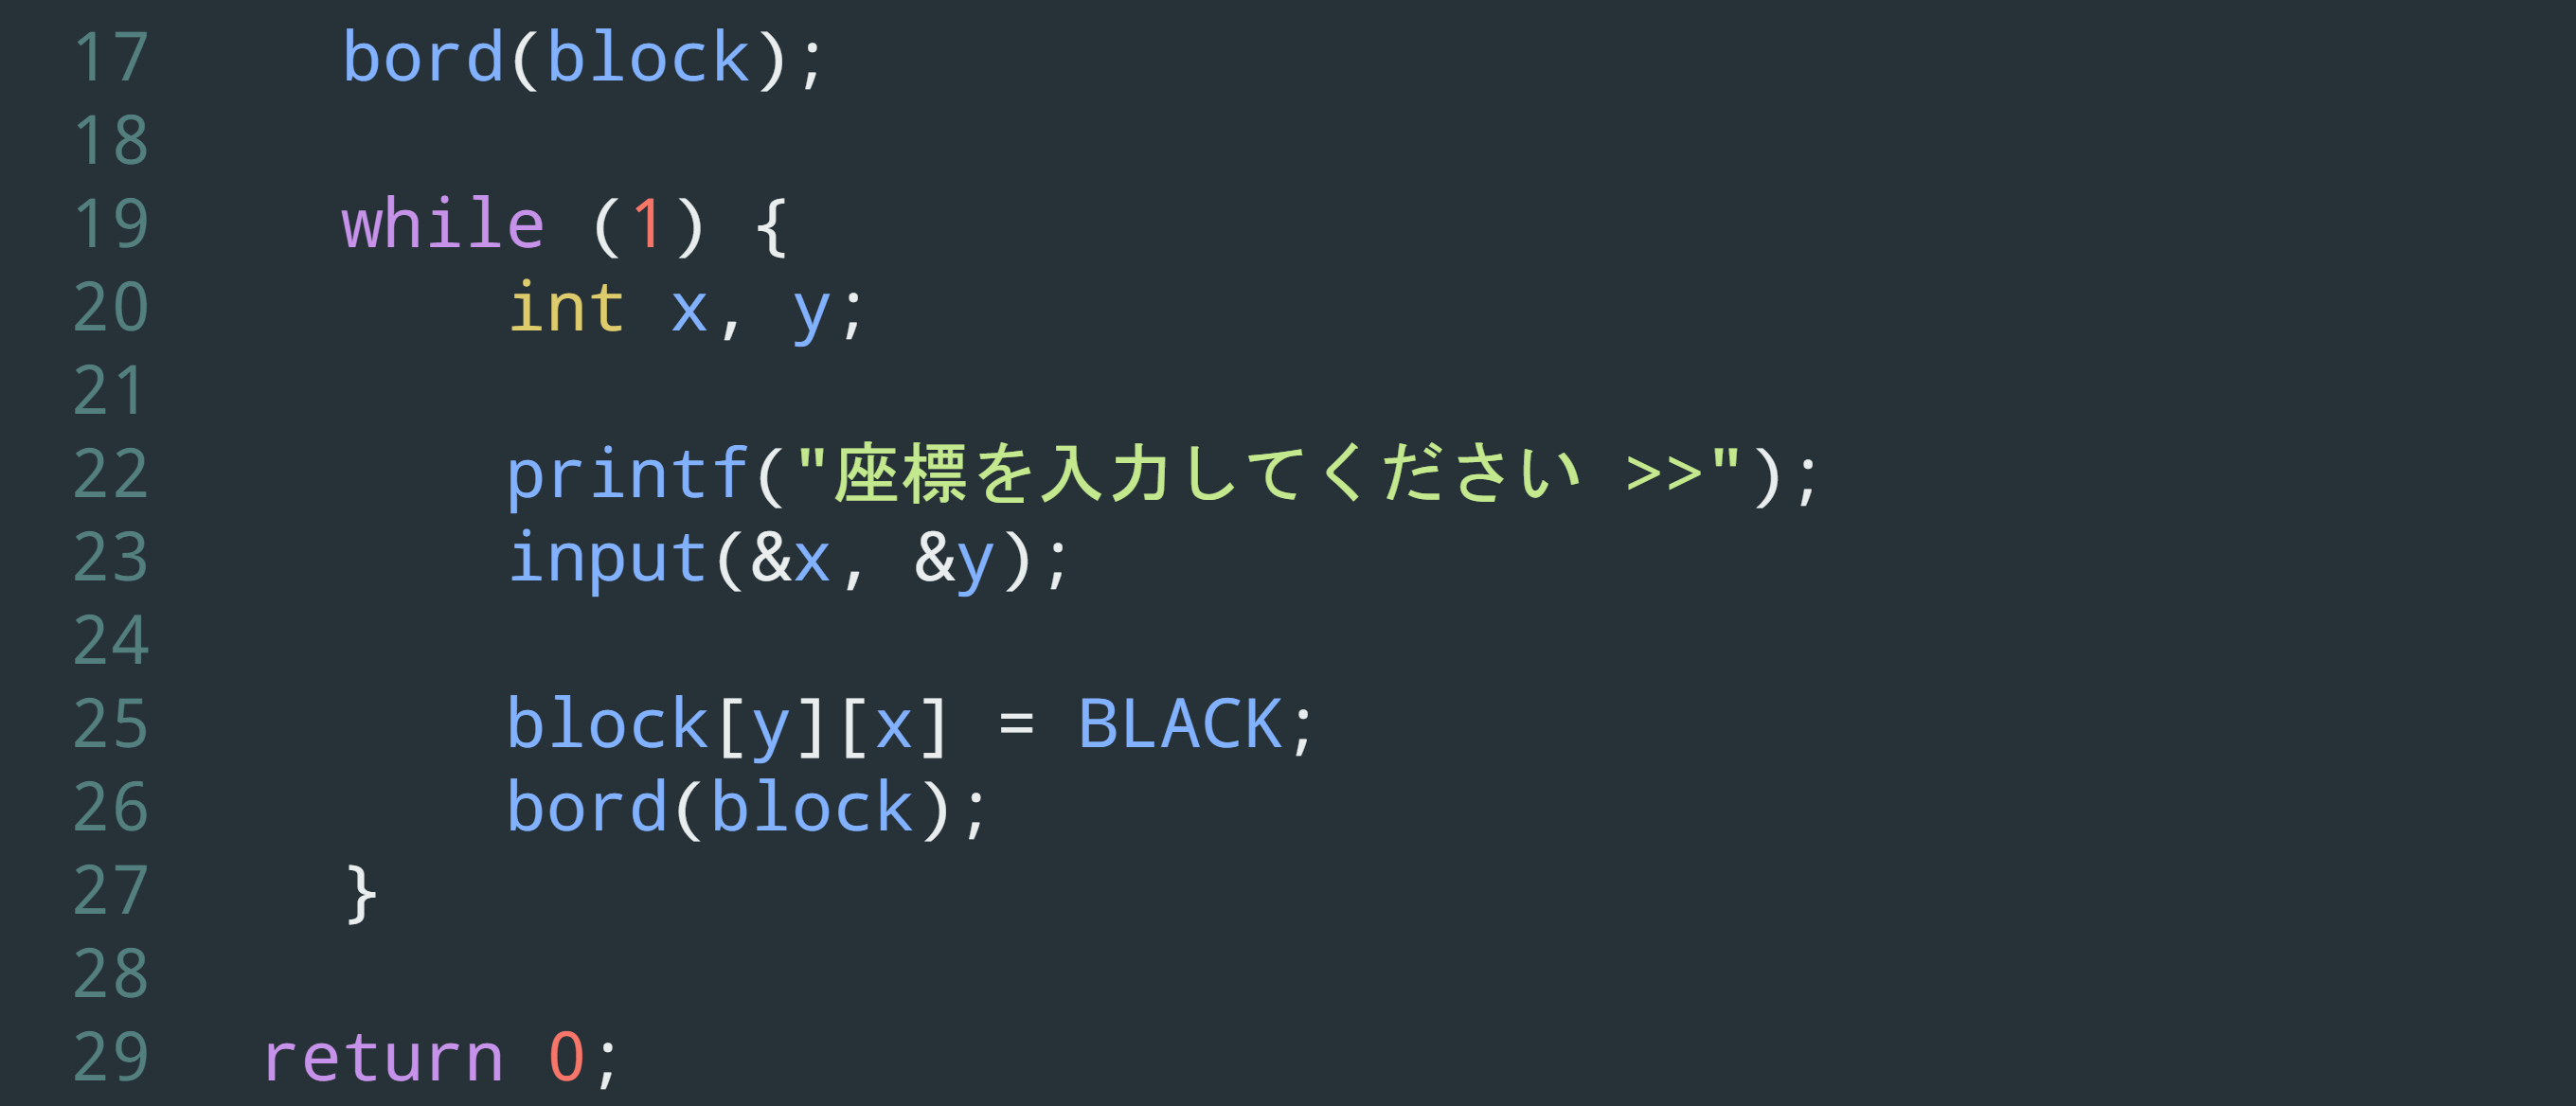 17 bord(block);
18
19 while (1) {
20 int x, y;
21
22 printf("座標を入力してください >>");
23 input(&x, &y);
24
25 block[y][x] = BLACK;
26 bord(block);
27 }
28
29 return 0;